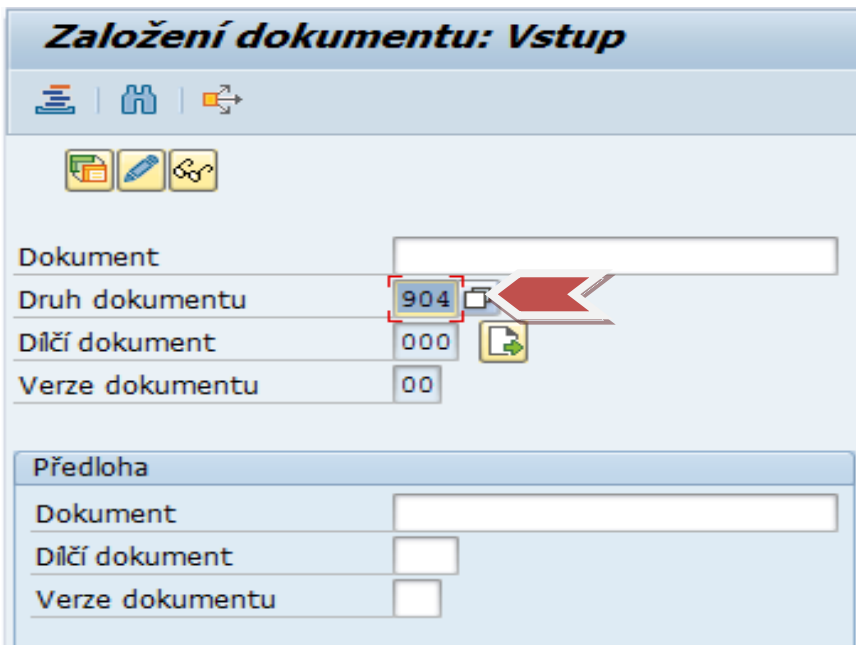 Založení dokumentu: Vstup
Dokument
Druh dokumentu 904
Dílčí dokument 000
Verze dokumentu 00
Předloha
Dokument
Dílčí dokument
Verze dokumentu